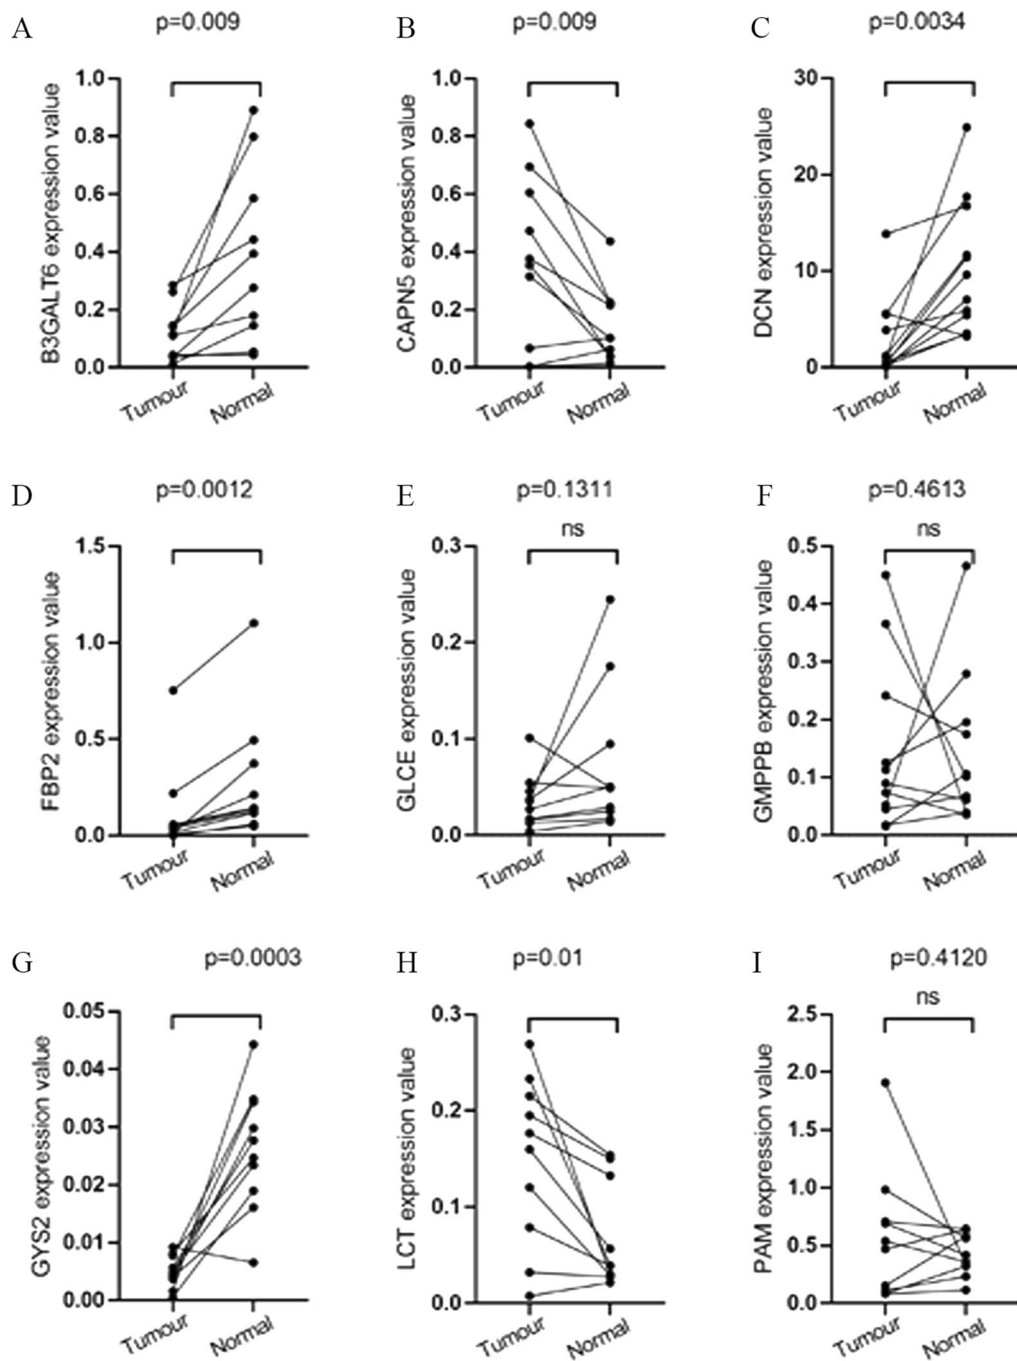 A
p=0.009
B3GALT6 expression value
1.0
0.8
0.6
0.4
0.2
0.0
Tumour
Normal
B
p=0.009
CAPN5 expression value
1.0
0.8
0.6
0.4
0.2
0.0
Tumour
Normal
C
p=0.0034
DCN expression value
30
20
10
0
Tumour
Normal
D
p=0.0012
FBP2 expression value
1.5
1.0
0.5
0.0
Tumour
Normal
E
p=0.1311
ns
GLCE expression value
0.3
0.2
0.1
0.0
Tumour
Normal
F
p=0.4613
ns
GMPPB expression value
0.5
0.4
0.3
0.2
0.1
0.0
Tumour
Normal
G
p=0.0003
GYS2 expression value
0.05
0.04
0.03
0.02
0.01
0.00
Tumour
Normal
H
p=0.01
LCT expression value
0.3
0.2
0.1
0.0
Tumour
Normal
I
p=0.4120
ns
PAM expression value
2.5
2.0
1.5
1.0
0.5
0.0
Tumour
Normal